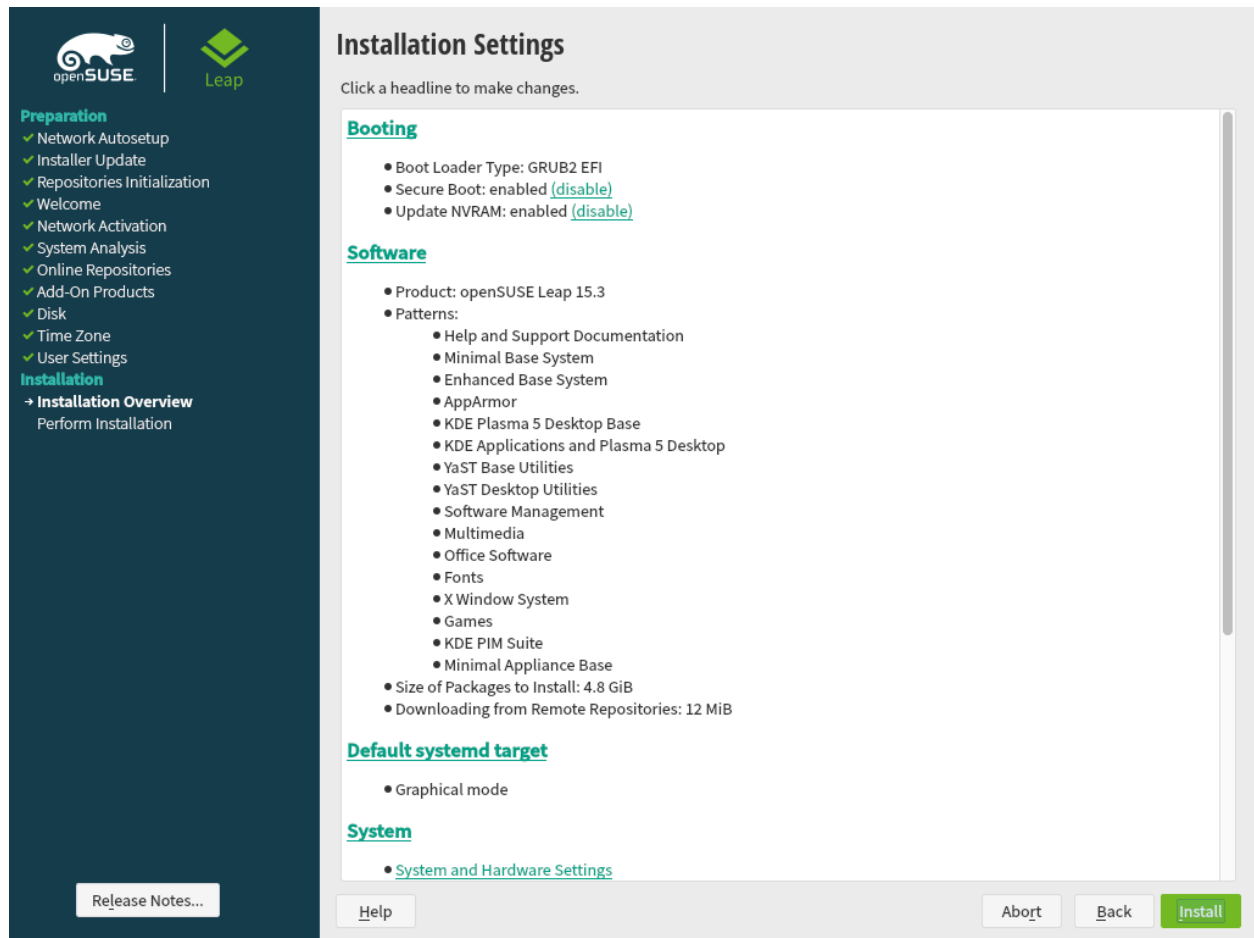 openSUSE.
Leap
Preparation
Network Autosetup
Installer Update
Repositories Initialization
Welcome
Network Activation
System Analysis
Online Repositories
Add-On Products
Disk
Time Zone
User Settings
Installation
Installation Overview
Perform Installation
Release Notes...
Installation Settings
Click a headline to make changes.
Booting
Boot Loader Type: GRUB2 EFI
Secure Boot: enabled (disable)
Update NVRAM: enabled (disable)
Software
Product: openSUSE Leap 15.3
Patterns:
Help and Support Documentation
Minimal Base System
Enhanced Base System
AppArmor
KDE Plasma 5 Desktop Base
KDE Applications and Plasma 5 Desktop
YaST Base Utilities
YaST Desktop Utilities
Software Management
Multimedia
Office Software
Fonts
X Window System
Games
KDE PIM Suite
Minimal Appliance Base
Size of Packages to Install: 4.8 GiB
Downloading from Remote Repositories: 12 MiB
Default systemd target
Graphical mode
System
System and Hardware Settings
Help
Abort
Back
Install